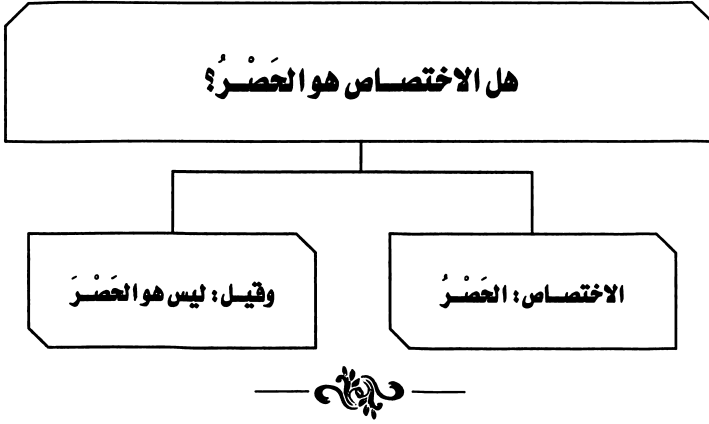 هل الاختصاص هو الحَصْرُ؟
الاختصاص: الحَصْرُ
وقيل: ليس هو الحَصْرَ